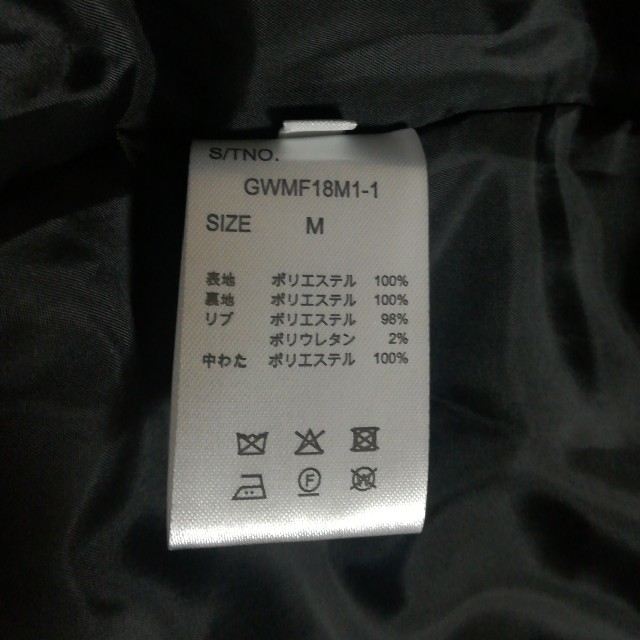 S/TNO.
GWMF18M1-1
SIZE M
表地 ポリエステル 100%
裏地 ポリエステル 100%
リブ ポリエステル 98%
ポリウレタン 2%
中わた ポリエステル 100%
F W